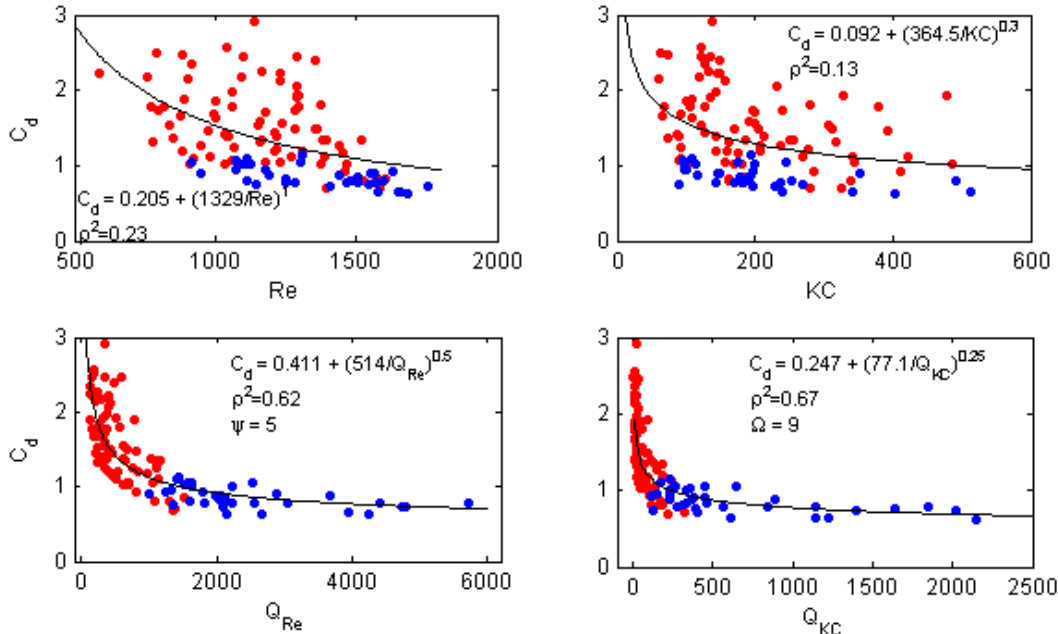 3
2
1
0
C_d
500
1000
1500
2000
Re
C_d = 0.205 + (1329/Re)^1
ρ²=0.23
3
2
1
0
0
200
400
600
KC
C_d = 0.092 + (364.5/KC)^0.3
ρ²=0.13
3
2
1
0
C_d
0
2000
4000
6000
Q_Re
C_d = 0.411 + (514/Q_Re)^0.5
ρ²=0.62
ψ = 5
3
2
1
0
0
500
1000
1500
2000
2500
Q_KC
C_d = 0.247 + (77.1/Q_KC)^0.25
ρ²=0.67
Ω = 9